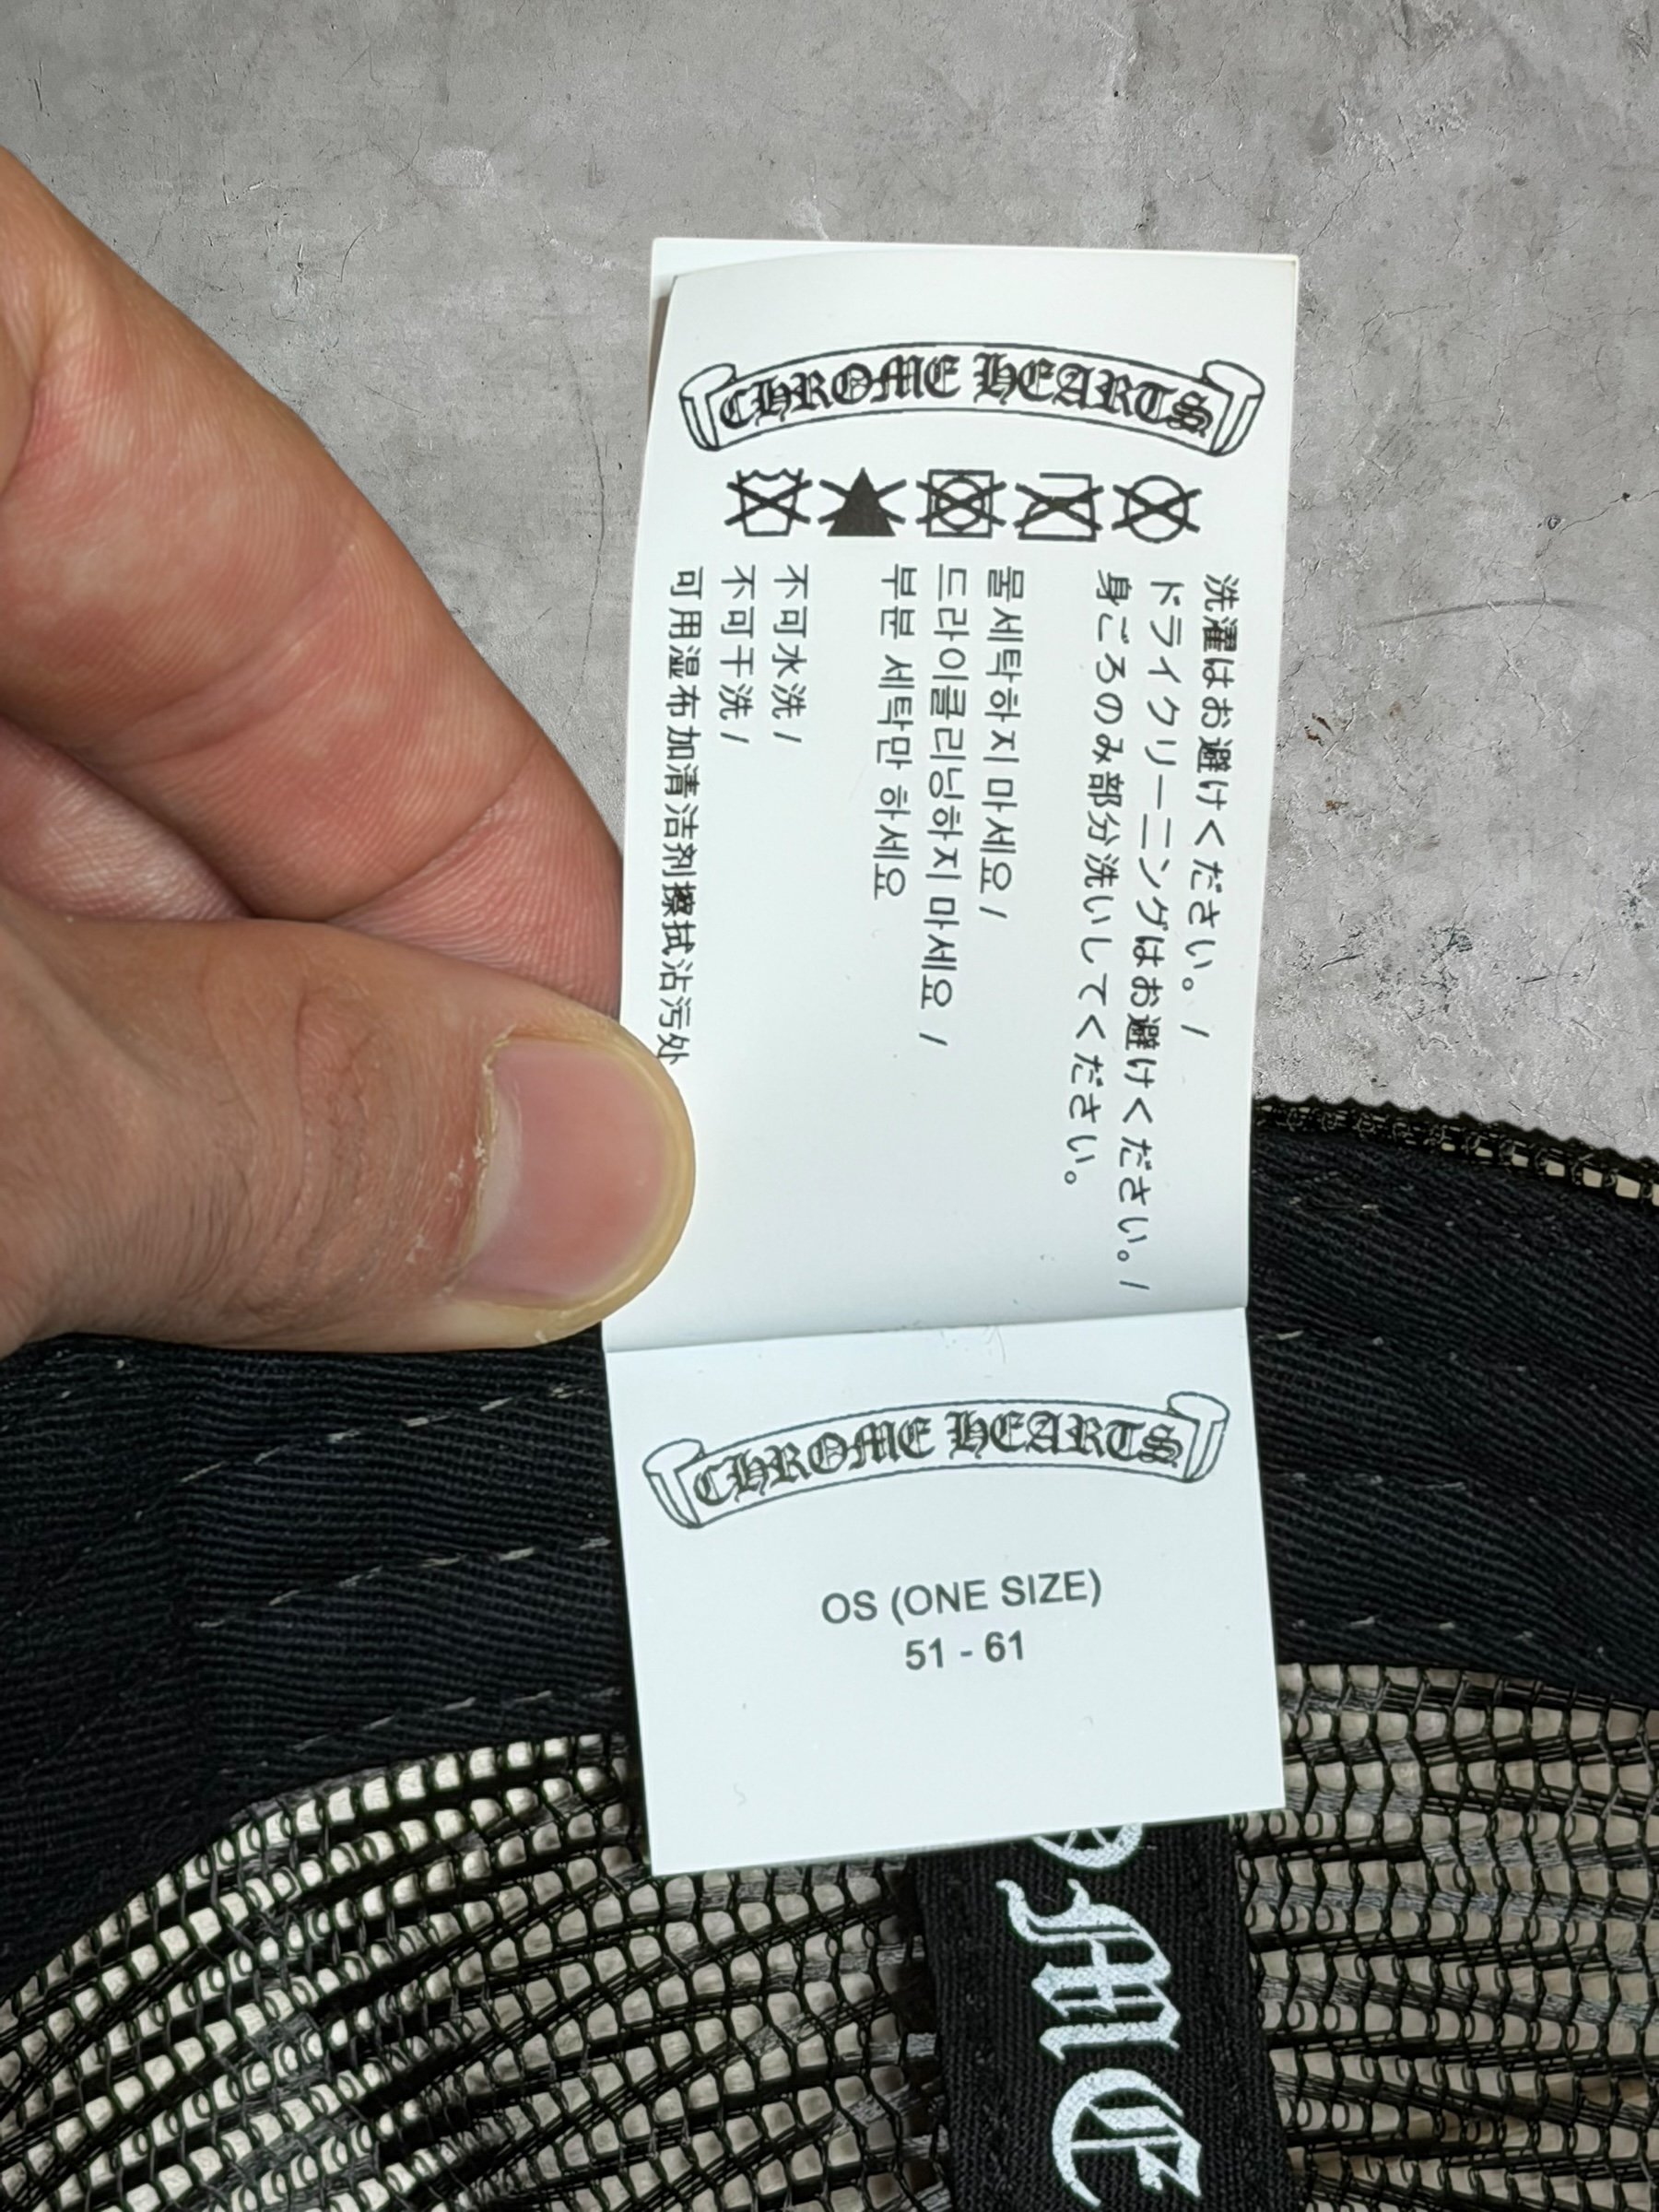 CHROME HEARTS
洗濯はお避けください。/
ドライクリーニングはお避けください。/
身ごろのみ部分洗いしてください。
물세탁하지 마세요 /
드라이클리닝하지 마세요 /
부분 세탁만 하세요
不可水洗 /
不可干洗 /
可用湿布加清洁剂擦拭沾污处
CHROME HEARTS
OS (ONE SIZE)
51 - 61
OME